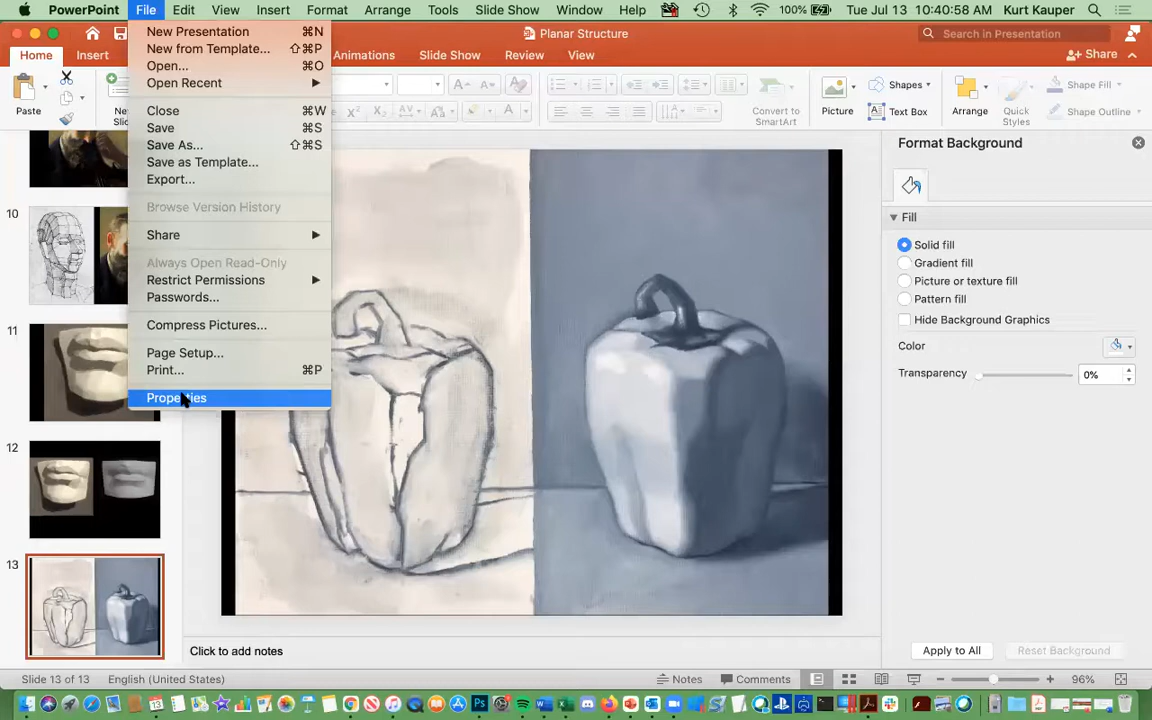 PowerPoint File Edit View Insert Format Arrange Tools Slide Show Window Help 100% Tue Jul 13 10:40:58 AM Kurt Kauper
Planar Structure
Search in Presentation
Home Insert Animations Slide Show Review View Share
New Presentation ⌘N
New from Template... ⇧⌘P
Open... ⌘O
Open Recent
Close ⌘W
Save ⌘S
Save As... ⇧⌘S
Save as Template...
Export...
Browse Version History
Share
Always Open Read-Only
Restrict Permissions
Passwords...
Compress Pictures...
Page Setup...
Print... ⌘P
Properties
Paste
Convert to
SmartArt
Picture
Shapes
Text Box
Arrange
Quick
Styles
Shape Fill
Shape Outline
10
11
12
13
Format Background
Fill
Solid fill
Gradient fill
Picture or texture fill
Pattern fill
Hide Background Graphics
Color
Transparency 0%
Apply to All Reset Background
Click to add notes
Slide 13 of 13 English (United States) Notes Comments 96%